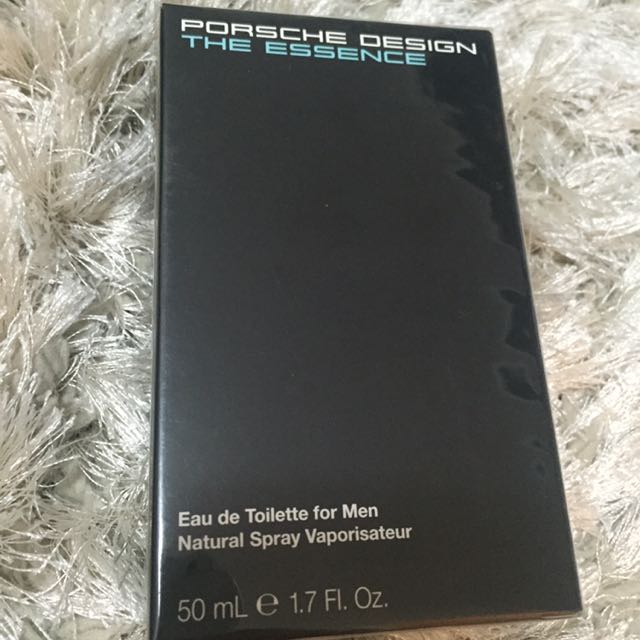 PORSCHE DESIGN
THE ESSENCE
Eau de Toilette for Men
Natural Spray Vaporisateur
50 mL ℮ 1.7 Fl. Oz.